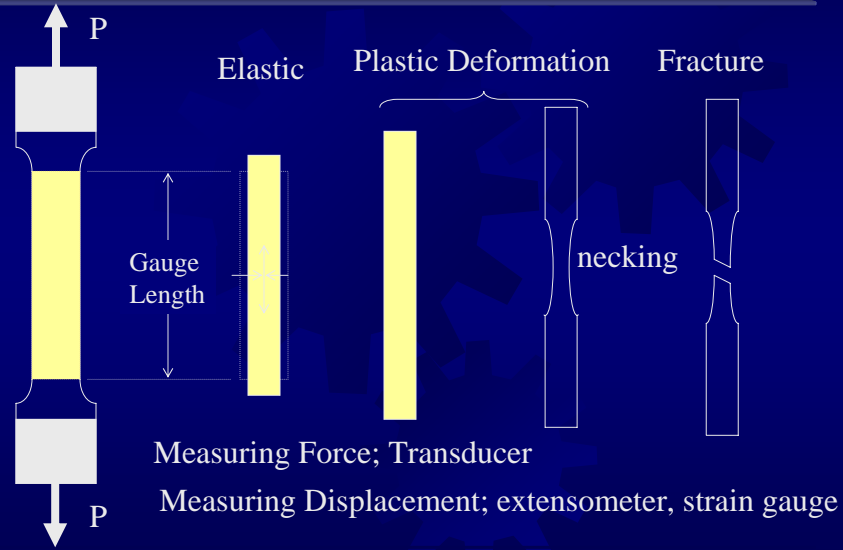 P
Elastic
Plastic Deformation
Fracture
Gauge
Length
necking
Measuring Force; Transducer
Measuring Displacement; extensometer, strain gauge
P